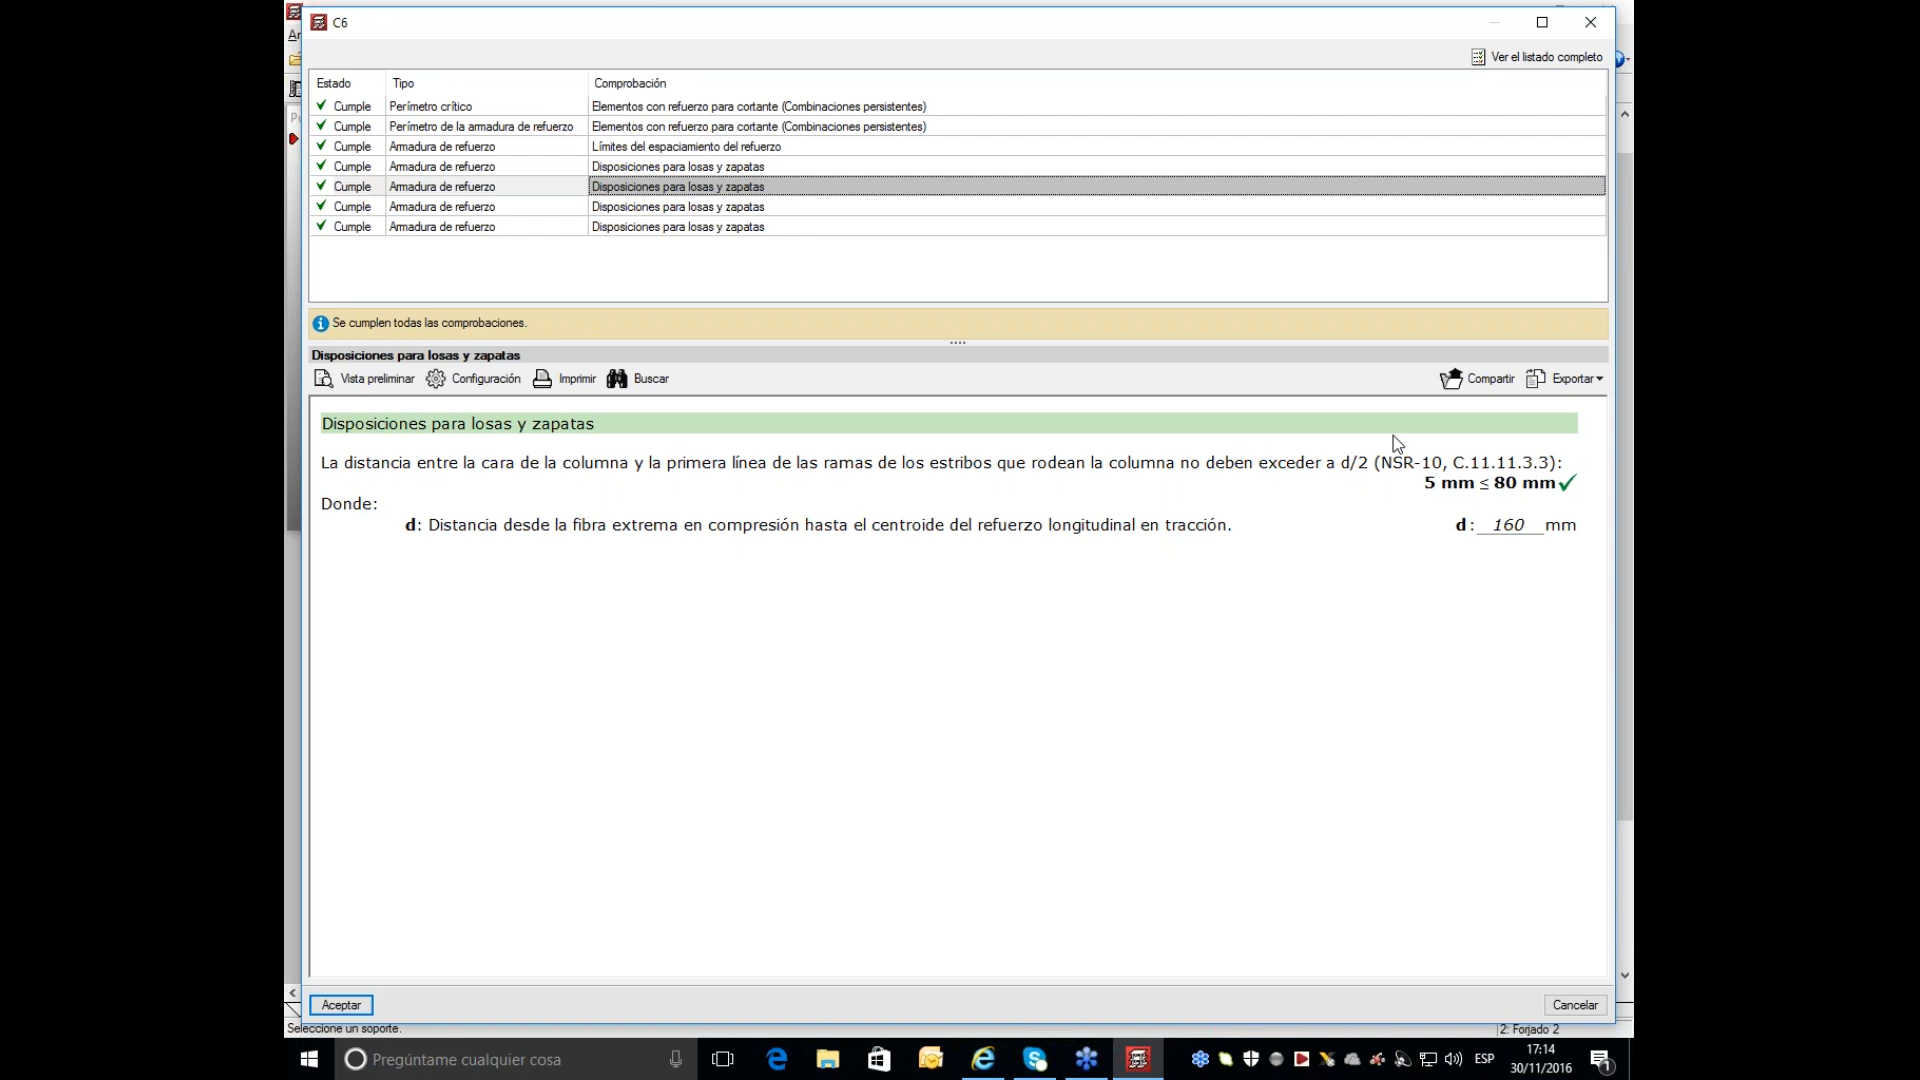 C6
Ver el listado completo
Estado Tipo Comprobación
Cumple Perímetro crítico Elementos con refuerzo para cortante (Combinaciones persistentes)
Cumple Perímetro de la armadura de refuerzo Elementos con refuerzo para cortante (Combinaciones persistentes)
Cumple Armadura de refuerzo Límites del espaciamiento del refuerzo
Cumple Armadura de refuerzo Disposiciones para losas y zapatas
Cumple Armadura de refuerzo Disposiciones para losas y zapatas
Cumple Armadura de refuerzo Disposiciones para losas y zapatas
Cumple Armadura de refuerzo Disposiciones para losas y zapatas
Se cumplen todas las comprobaciones.
Disposiciones para losas y zapatas
Vista preliminar Configuración Imprimir Buscar Compartir Exportar
Disposiciones para losas y zapatas
La distancia entre la cara de la columna y la primera línea de las ramas de los estribos que rodean la columna no deben exceder a d/2 (NSR-10, C.11.11.3.3):
5 mm ≤ 80 mm
Donde:
d: Distancia desde la fibra extrema en compresión hasta el centroide del refuerzo longitudinal en tracción. d: 160 mm
Aceptar Cancelar
Seleccione un soporte. 2: Forjado 2
Pregúntame cualquier cosa ESP 17:14
30/11/2016 1